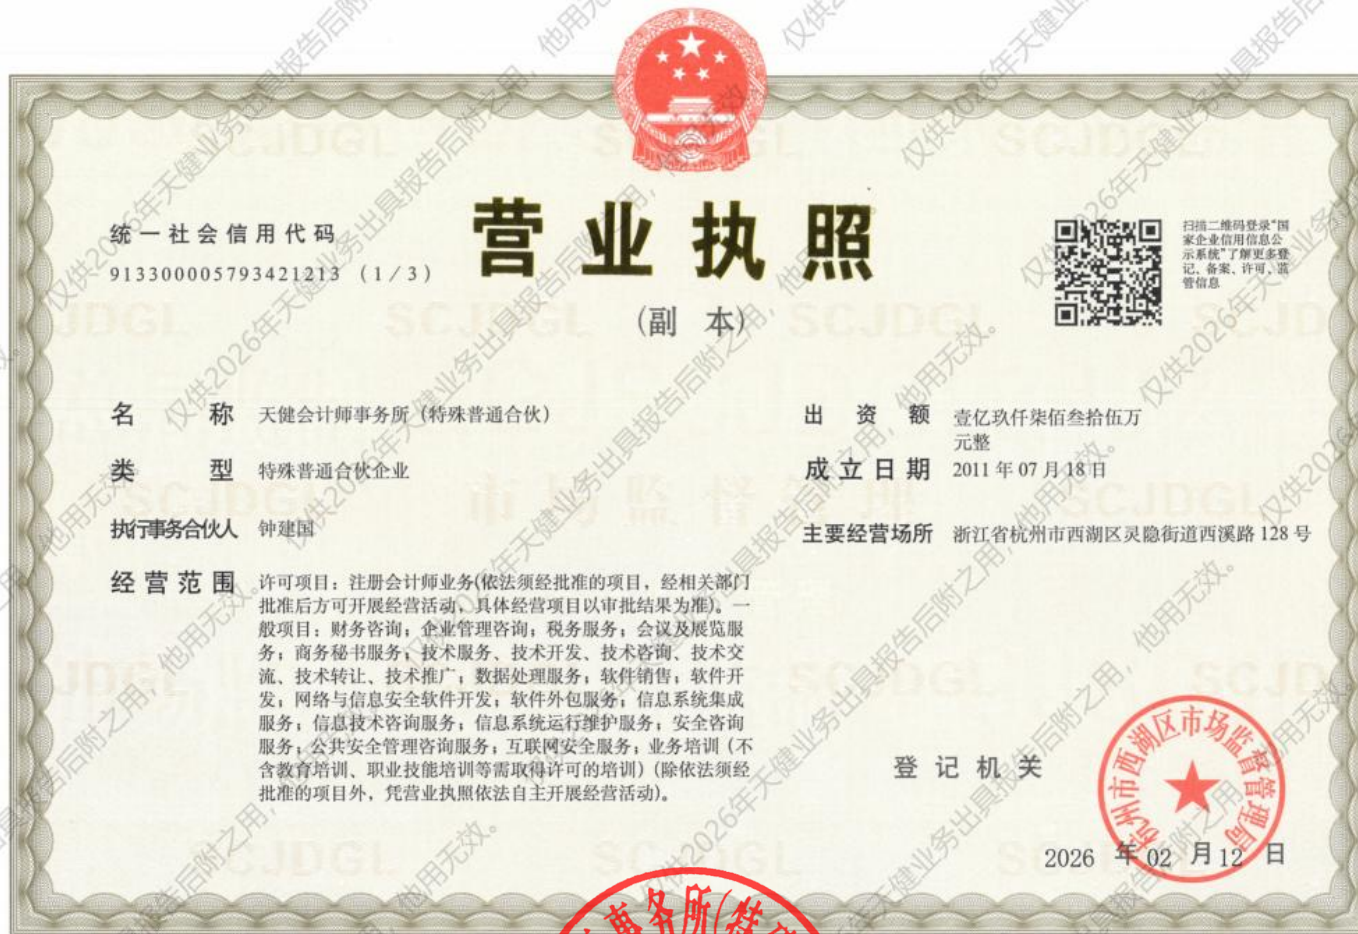 统一社会信用代码
913300005793421213 (1/3)
营业执照
(副 本)
扫描二维码登录“国
家企业信用信息公
示系统”了解更多登
记、备案、许可、监
管信息
名 称 天健会计师事务所（特殊普通合伙）
类 型 特殊普通合伙企业
执行事务合伙人 钟建国
经营范围 许可项目：注册会计师业务(依法须经批准的项目，经相关部门
批准后方可开展经营活动，具体经营项目以审批结果为准)。一
般项目：财务咨询；企业管理咨询；税务服务；会议及展览服
务；商务秘书服务；技术服务、技术开发、技术咨询、技术交
流、技术转让、技术推广；数据处理服务；软件销售；软件开
发；网络与信息安全软件开发；软件外包服务；信息系统集成
服务；信息技术咨询服务；信息系统运行维护服务；安全咨询
服务；公共安全管理咨询服务；互联网安全服务；业务培训（不
含教育培训、职业技能培训等需取得许可的培训）(除依法须经
批准的项目外，凭营业执照依法自主开展经营活动)。
出 资 额 壹亿玖仟柒佰叁拾伍万
元整
成立日期 2011年07月18日
主要经营场所 浙江省杭州市西湖区灵隐街道西溪路128号
登记机关
杭州市西湖区市场监督管理局
2026 年 02 月 12 日
事务所(特殊
市场监督管理
SCJDGL
仅供2026年天健业务出具报告后附之用，他用无效。